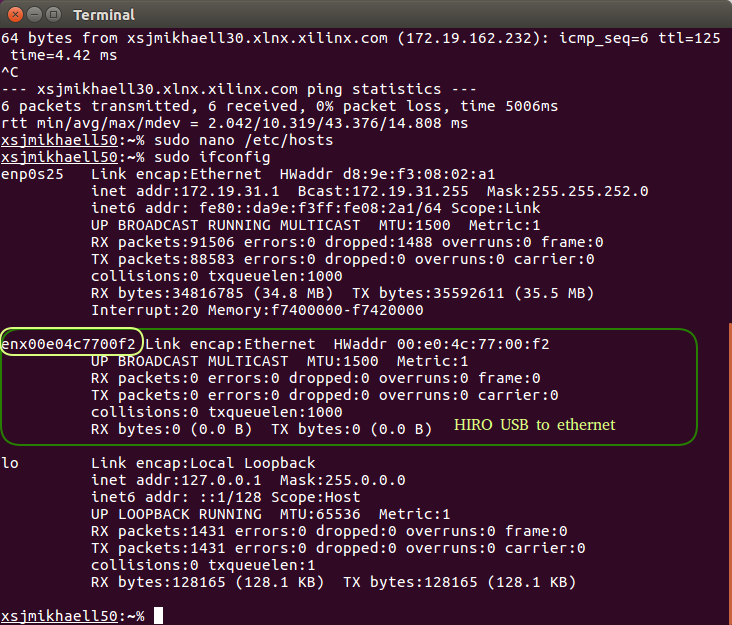 Terminal
64 bytes from xsjmikhaell30.xlnx.xilinx.com (172.19.162.232): icmp_seq=6 ttl=125
 time=4.42 ms
^C
--- xsjmikhaell30.xlnx.xilinx.com ping statistics ---
6 packets transmitted, 6 received, 0% packet loss, time 5006ms
rtt min/avg/max/mdev = 2.042/10.319/43.376/14.808 ms
xsjmikhaell50:~% sudo nano /etc/hosts
xsjmikhaell50:~% sudo ifconfig
enp0s25   Link encap:Ethernet  HWaddr d8:9e:f3:08:02:a1
          inet addr:172.19.31.1  Bcast:172.19.31.255  Mask:255.255.252.0
          inet6 addr: fe80::da9e:f3ff:fe08:2a1/64 Scope:Link
          UP BROADCAST RUNNING MULTICAST  MTU:1500  Metric:1
          RX packets:91506 errors:0 dropped:1488 overruns:0 frame:0
          TX packets:88583 errors:0 dropped:0 overruns:0 carrier:0
          collisions:0 txqueuelen:1000
          RX bytes:34816785 (34.8 MB)  TX bytes:35592611 (35.5 MB)
          Interrupt:20 Memory:f7400000-f7420000
enx00e04c7700f2 Link encap:Ethernet  HWaddr 00:e0:4c:77:00:f2
          UP BROADCAST MULTICAST  MTU:1500  Metric:1
          RX packets:0 errors:0 dropped:0 overruns:0 frame:0
          TX packets:0 errors:0 dropped:0 overruns:0 carrier:0
          collisions:0 txqueuelen:1000
          RX bytes:0 (0.0 B)  TX bytes:0 (0.0 B)  HIRO USB to ethernet
lo        Link encap:Local Loopback
          inet addr:127.0.0.1  Mask:255.0.0.0
          inet6 addr: ::1/128 Scope:Host
          UP LOOPBACK RUNNING  MTU:65536  Metric:1
          RX packets:1431 errors:0 dropped:0 overruns:0 frame:0
          TX packets:1431 errors:0 dropped:0 overruns:0 carrier:0
          collisions:0 txqueuelen:1
          RX bytes:128165 (128.1 KB)  TX bytes:128165 (128.1 KB)
xsjmikhaell50:~%